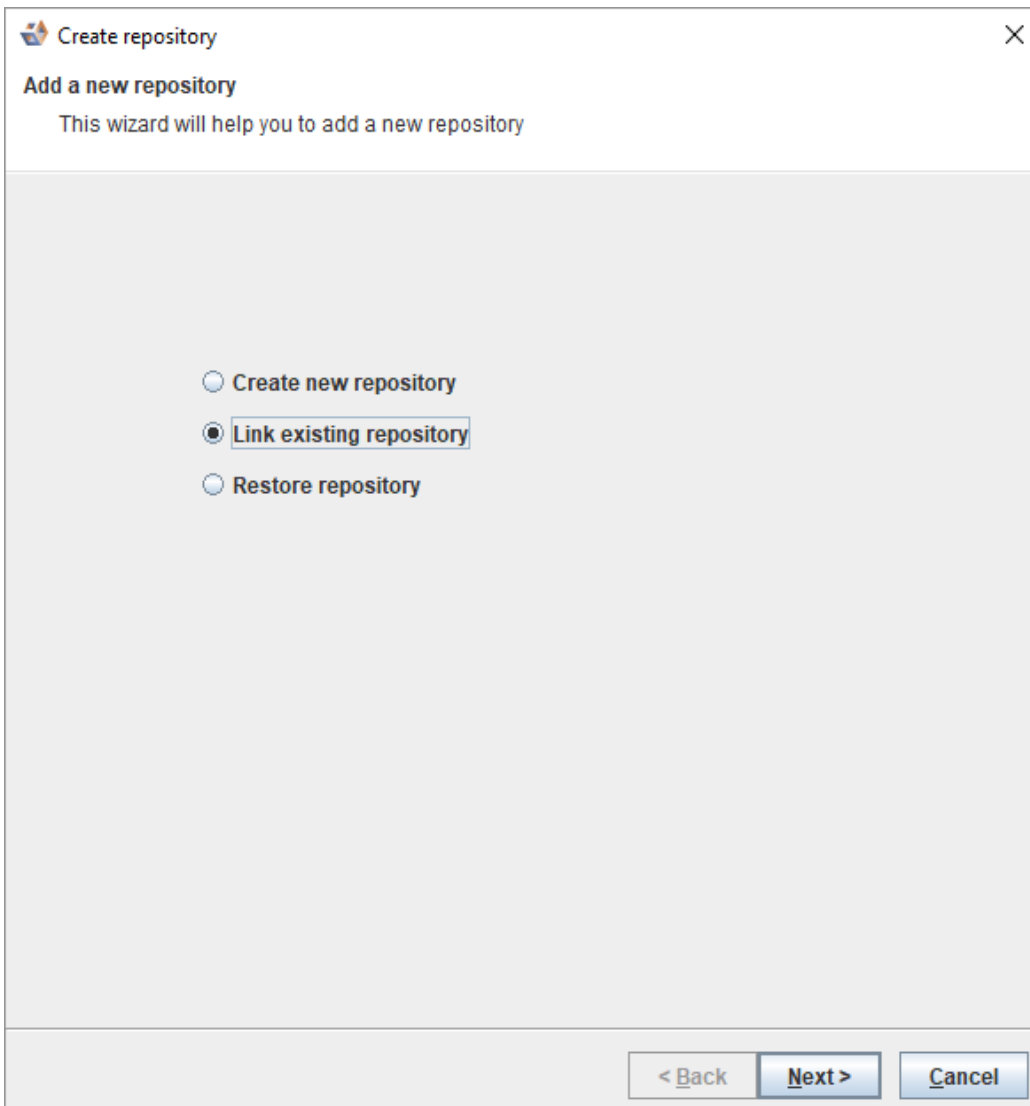 Create repository
Add a new repository
This wizard will help you to add a new repository
Create new repository
Link existing repository
Restore repository
< Back
Next >
Cancel